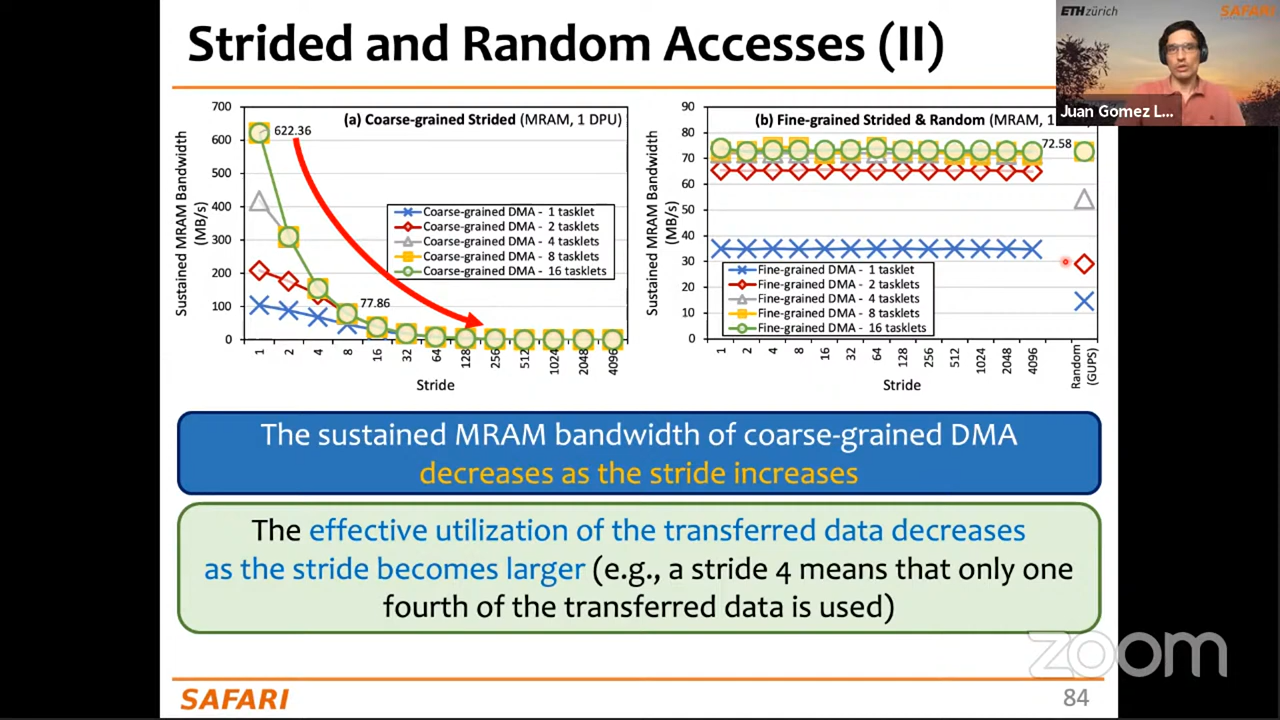 Strided and Random Accesses (II)
ETHzürich
SAFARI
Juan Gomez L...
(a) Coarse-grained Strided (MRAM, 1 DPU)
Sustained MRAM Bandwidth
(MB/s)
700
600
500
400
300
200
100
0
622.36
77.86
Coarse-grained DMA - 1 tasklet
Coarse-grained DMA - 2 tasklets
Coarse-grained DMA - 4 tasklets
Coarse-grained DMA - 8 tasklets
Coarse-grained DMA - 16 tasklets
1 2 4 8 16 32 64 128 256 512 1024 2048 4096
Stride
(b) Fine-grained Strided & Random (MRAM, 1
Sustained MRAM Bandwidth
(MB/s)
90
80
70
60
50
40
30
20
10
0
72.58
Fine-grained DMA - 1 tasklet
Fine-grained DMA - 2 tasklets
Fine-grained DMA - 4 tasklets
Fine-grained DMA - 8 tasklets
Fine-grained DMA - 16 tasklets
1 2 4 8 16 32 64 128 256 512 1024 2048 4096
Random
(GUPS)
Stride
The sustained MRAM bandwidth of coarse-grained DMA
decreases as the stride increases
The effective utilization of the transferred data decreases
as the stride becomes larger (e.g., a stride 4 means that only one
fourth of the transferred data is used)
zoom
SAFARI
84